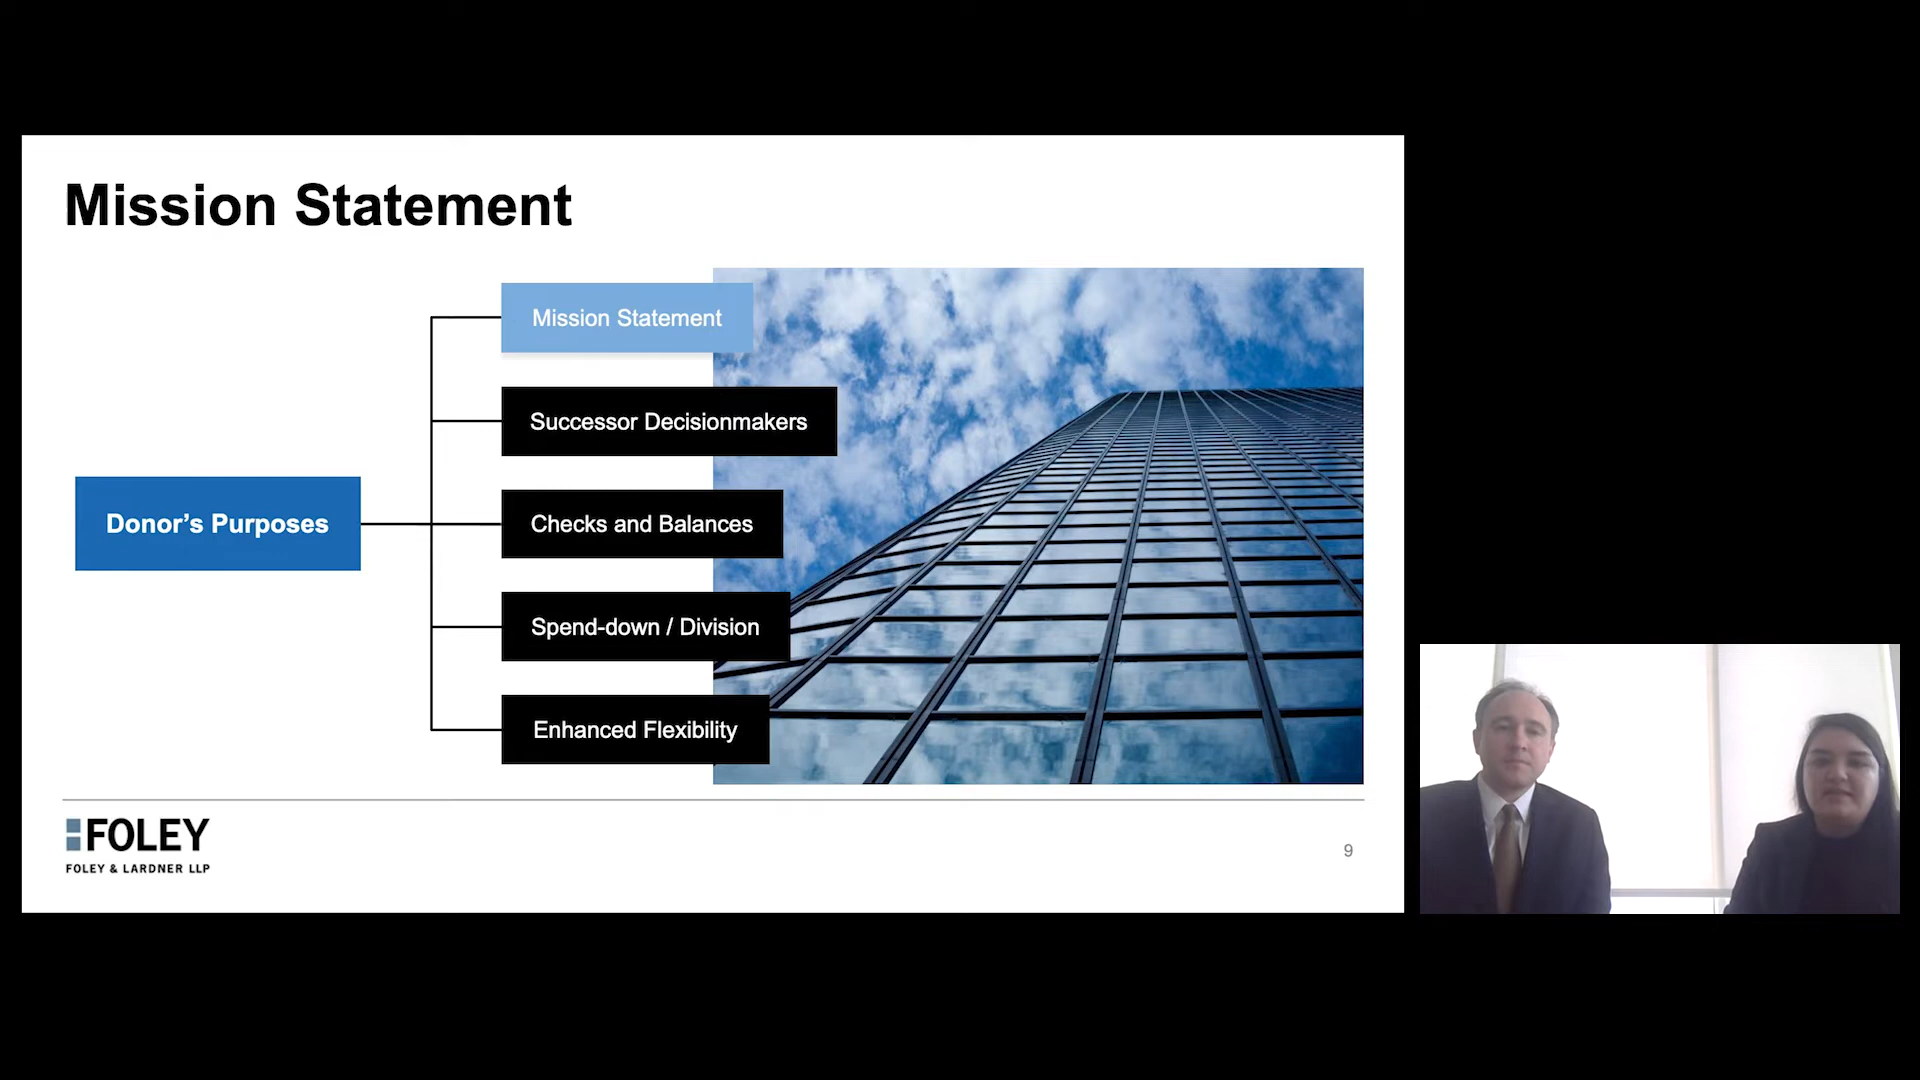 Mission Statement
Mission Statement
Successor Decisionmakers
Donor’s Purposes
Checks and Balances
Spend-down / Division
Enhanced Flexibility
FOLEY
FOLEY & LARDNER LLP
9